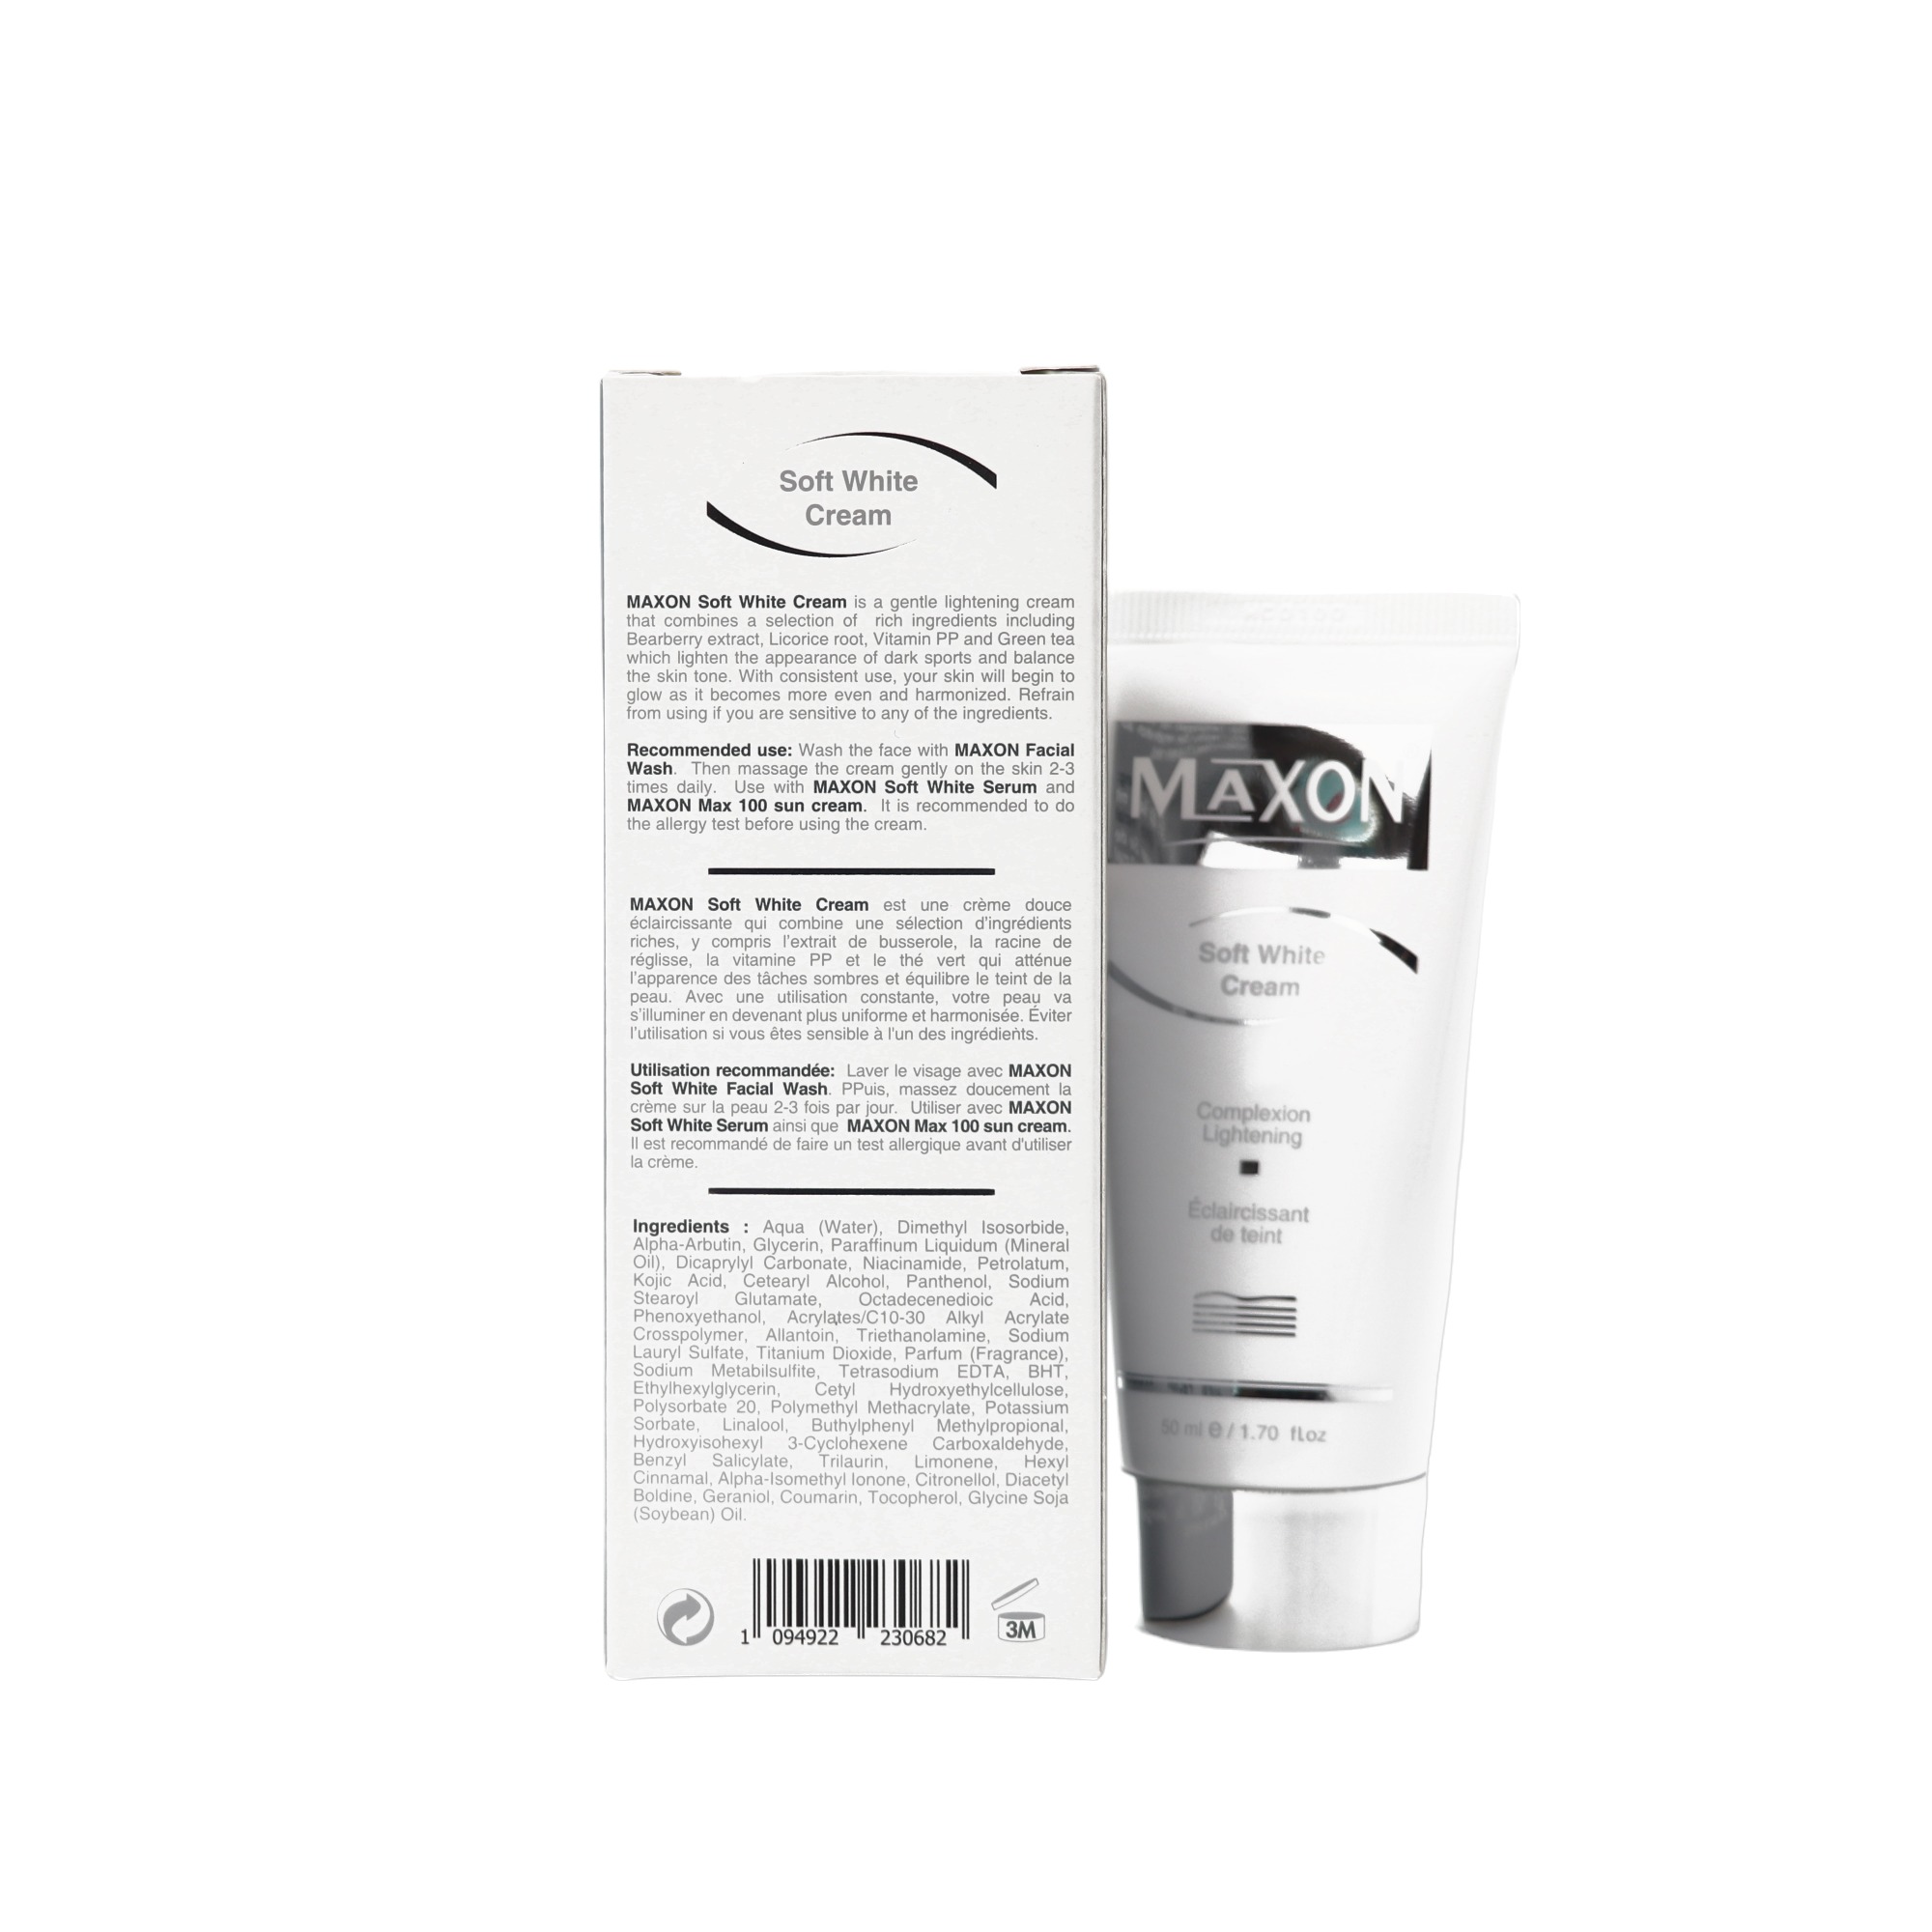 Soft White
Cream
MAXON Soft White Cream is a gentle lightening cream
that combines a selection of rich ingredients including
Bearberry extract, Licorice root, Vitamin PP and Green tea
which lighten the appearance of dark sports and balance
the skin tone. With consistent use, your skin will begin to
glow as it becomes more even and harmonized. Refrain
from using if you are sensitive to any of the ingredients.
Recommended use: Wash the face with MAXON Facial
Wash. Then massage the cream gently on the skin 2-3
times daily. Use with MAXON Soft White Serum and
MAXON Max 100 sun cream. It is recommended to do
the allergy test before using the cream.
MAXON Soft White Cream est une crème douce
éclaircissante qui combine une sélection d'ingrédients
riches, y compris l'extrait de busserole, la racine de
réglisse, la vitamine PP et le thé vert qui atténue
l'apparence des tâches sombres et équilibre le teint de la
peau. Avec une utilisation constante, votre peau va
s'illuminer en devenant plus uniforme et harmonisée. Éviter
l'utilisation si vous êtes sensible à l'un des ingrédients.
Utilisation recommandée: Laver le visage avec MAXON
Soft White Facial Wash. PPuis, massez doucement la
crème sur la peau 2-3 fois par jour. Utiliser avec MAXON
Soft White Serum ainsi que MAXON Max 100 sun cream.
Il est recommandé de faire un test allergique avant d'utiliser
la crème.
Ingredients : Aqua (Water), Dimethyl Isosorbide,
Alpha-Arbutin, Glycerin, Paraffinum Liquidum (Mineral
Oil), Dicaprylyl Carbonate, Niacinamide, Petrolatum,
Kojic Acid, Cetearyl Alcohol, Panthenol, Sodium
Stearoyl Glutamate, Octadecenedioic Acid,
Phenoxyethanol, Acrylates/C10-30 Alkyl Acrylate
Crosspolymer, Allantoin, Triethanolamine, Sodium
Lauryl Sulfate, Titanium Dioxide, Parfum (Fragrance),
Sodium Metabilsulfite, Tetrasodium EDTA, BHT,
Ethylhexylglycerin, Cetyl Hydroxyethylcellulose,
Polysorbate 20, Polymethyl Methacrylate, Potassium
Sorbate, Linalool, Buthylphenyl Methylpropional,
Hydroxyisohexyl 3-Cyclohexene Carboxaldehyde,
Benzyl Salicylate, Trilaurin, Limonene, Hexyl
Cinnamal, Alpha-Isomethyl Ionone, Citronellol, Diacetyl
Boldine, Geraniol, Coumarin, Tocopherol, Glycine Soja
(Soybean) Oil.
1 094922 230682
3M
MAXON
Soft White
Cream
Complexion
Lightening
Éclaircissant
de teint
50 ml e / 1.70 fl.oz